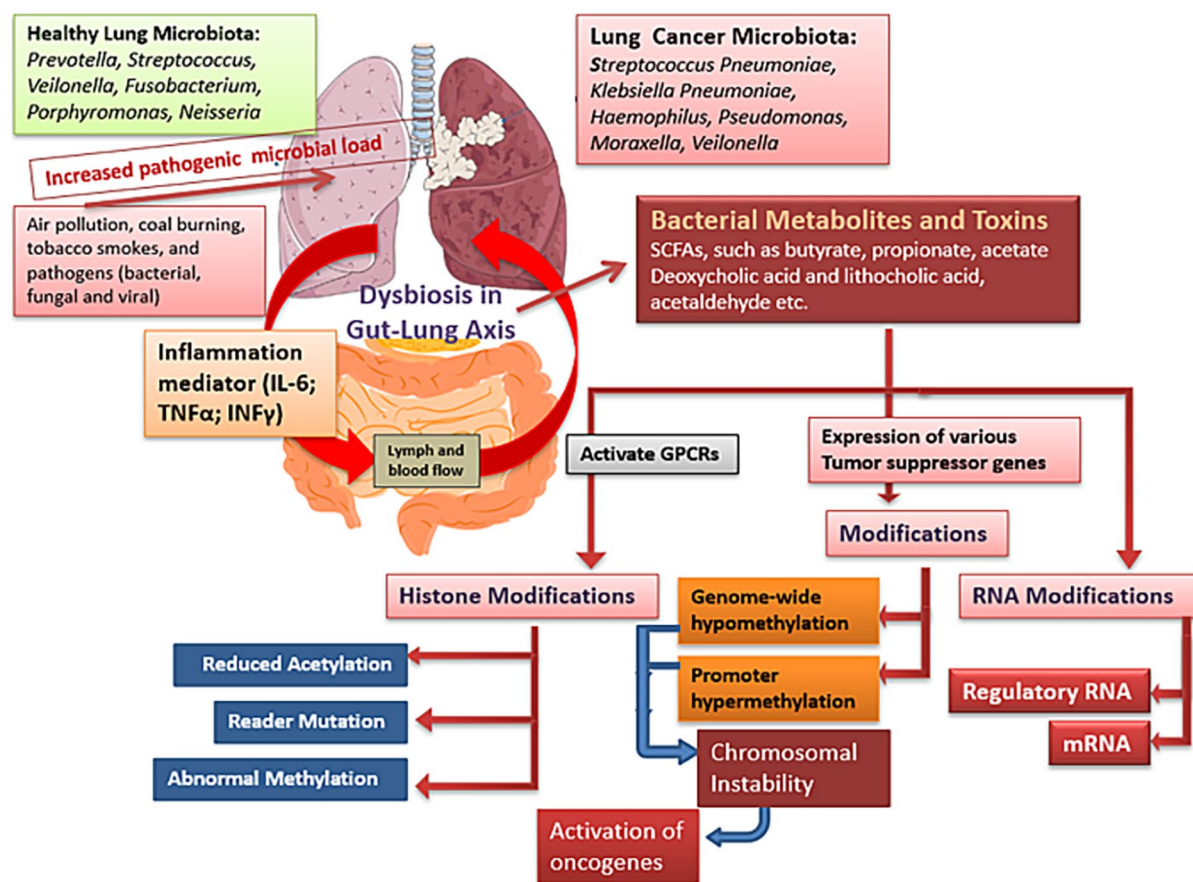 Healthy Lung Microbiota:
Prevotella, Streptococcus,
Veilonella, Fusobacterium,
Porphyromonas, Neisseria
Lung Cancer Microbiota:
Streptococcus Pneumoniae,
Klebsiella Pneumoniae,
Haemophilus, Pseudomonas,
Moraxella, Veilonella
Increased pathogenic microbial load
Air pollution, coal burning,
tobacco smokes, and
pathogens (bacterial,
fungal and viral)
Bacterial Metabolites and Toxins
SCFAs, such as butyrate, propionate, acetate
Deoxycholic acid and lithocholic acid,
acetaldehyde etc.
Dysbiosis in
Gut-Lung Axis
Inflammation
mediator (IL-6;
TNFα; INFγ)
Lymph and
blood flow
Activate GPCRs
Expression of various
Tumor suppressor genes
Modifications
Histone Modifications
Genome-wide
hypomethylation
RNA Modifications
Reduced Acetylation
Promoter
hypermethylation
Regulatory RNA
Reader Mutation
mRNA
Abnormal Methylation
Chromosomal
Instability
Activation of
oncogenes